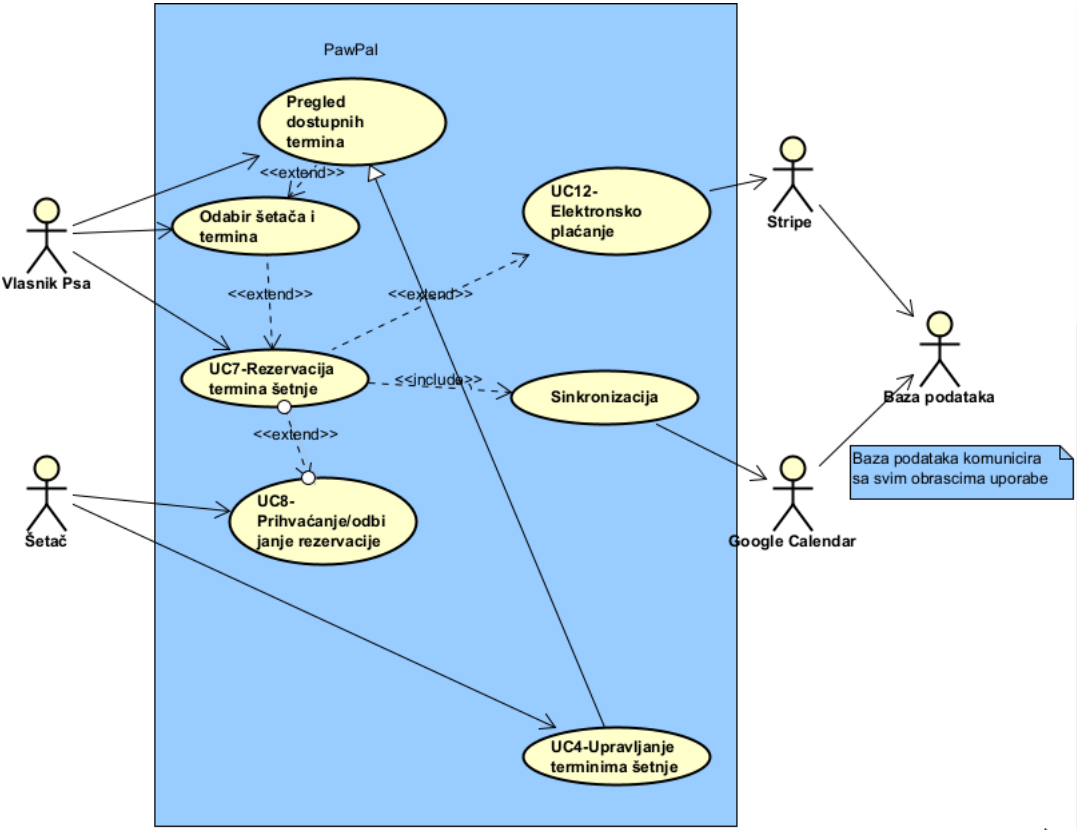 PawPal
Pregled
dostupnih
termina
<<extend>>
Odabir šetača i
termina
UC12-
Elektronsko
plaćanje
Stripe
Vlasnik Psa
<<extend>>
<<extend>>
UC7-Rezervacija
termina šetnje
<<include>>
Sinkronizacija
Baza podataka
<<extend>>
Baza podataka komunicira
sa svim obrascima uporabe
UC8-
Prihvaćanje/odbi
janje rezervacije
Šetač
Google Calendar
UC4-Upravljanje
terminima šetnje